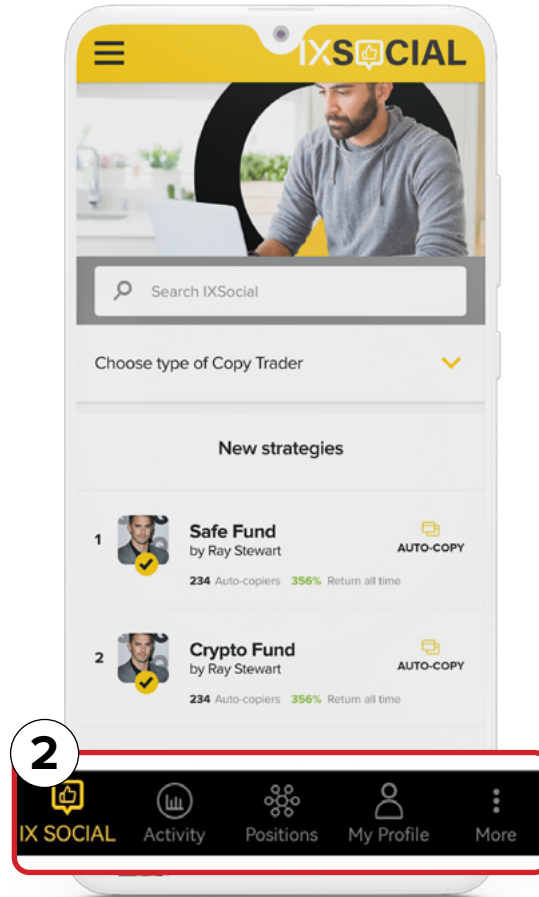 IXSOCIAL
Search IXSocial
Choose type of Copy Trader
New strategies
1
Safe Fund
by Ray Stewart
AUTO-COPY
234 Auto-copiers 356% Return all time
2
Crypto Fund
by Ray Stewart
AUTO-COPY
234 Auto-copiers 356% Return all time
2
IX SOCIAL Activity Positions My Profile More